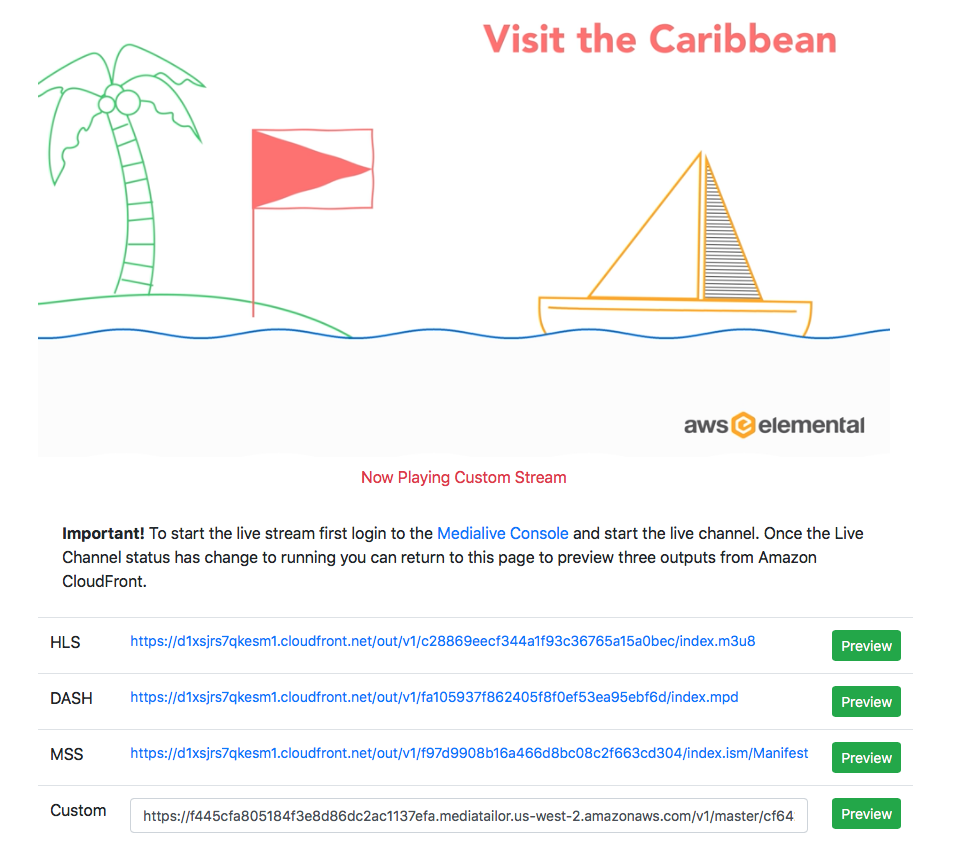 Visit the Caribbean
aws elemental
Now Playing Custom Stream
Important! To start the live stream first login to the Medialive Console and start the live channel. Once the Live
Channel status has change to running you can return to this page to preview three outputs from Amazon
CloudFront.
HLS https://d1xsjrs7qkesm1.cloudfront.net/out/v1/c28869eecf344a1f93c36765a15a0bec/index.m3u8 Preview
DASH https://d1xsjrs7qkesm1.cloudfront.net/out/v1/fa105937f862405f8f0ef53ea95ebf6d/index.mpd Preview
MSS https://d1xsjrs7qkesm1.cloudfront.net/out/v1/f97d9908b16a466d8bc08c2f663cd304/index.ism/Manifest Preview
Custom https://f445cfa805184f3e8d86dc2ac1137efa.mediatailor.us-west-2.amazonaws.com/v1/master/cf64 Preview